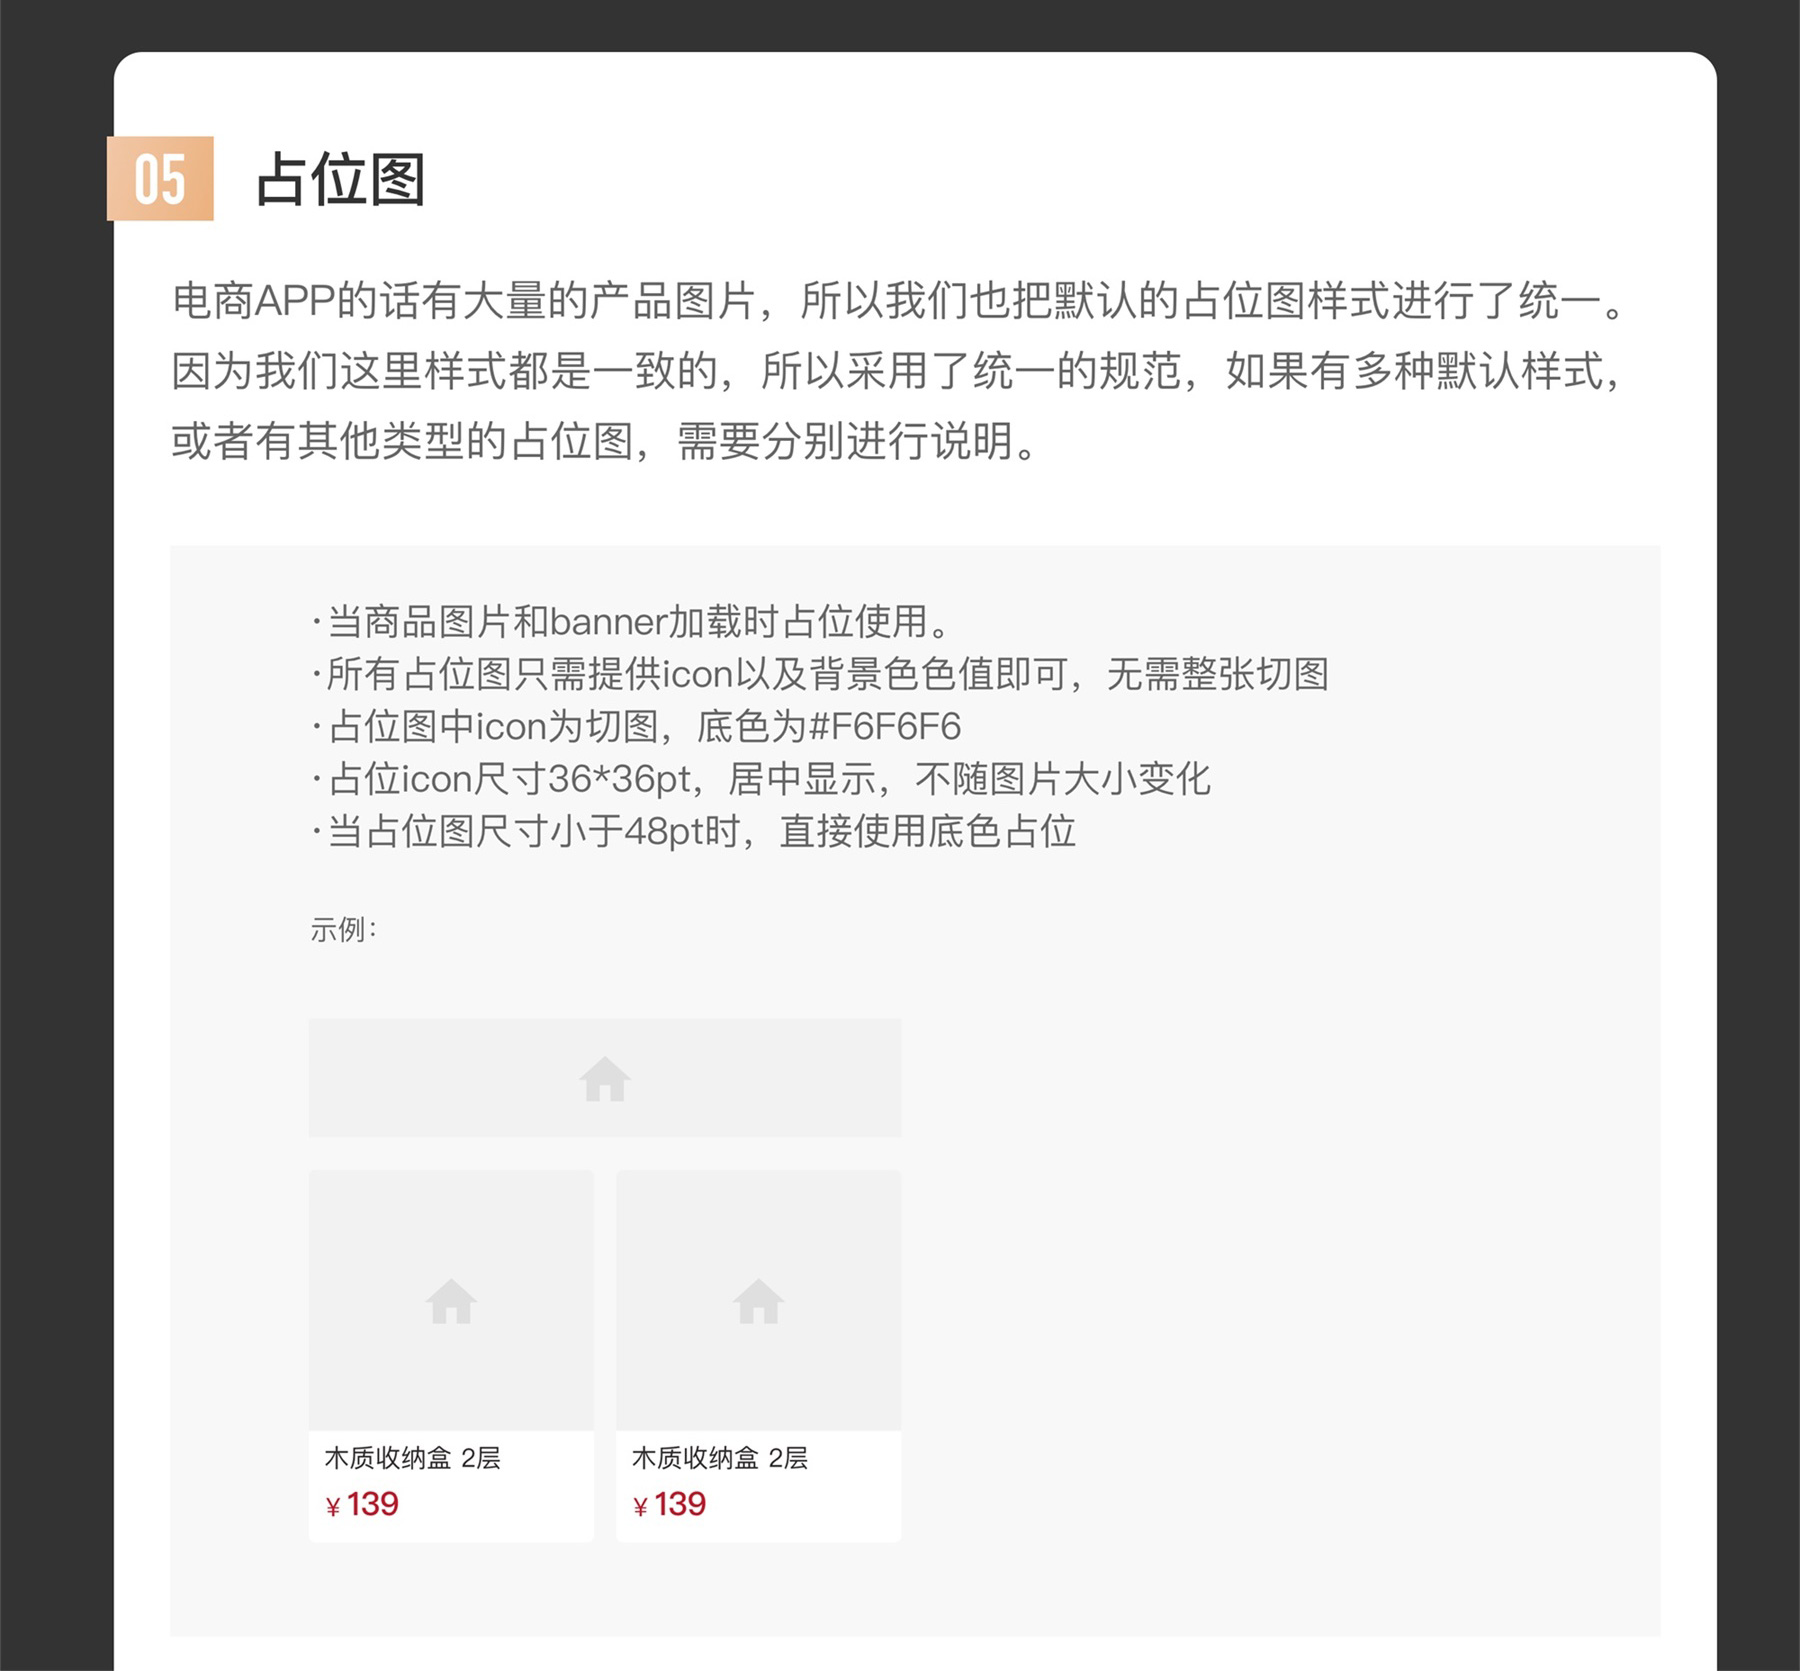 05 占位图
电商APP的话有大量的产品图片，所以我们也把默认的占位图样式进行了统一。
因为我们这里样式都是一致的，所以采用了统一的规范，如果有多种默认样式，
或者有其他类型的占位图，需要分别进行说明。
·当商品图片和banner加载时占位使用。
·所有占位图只需提供icon以及背景色色值即可，无需整张切图
·占位图中icon为切图，底色为#F6F6F6
·占位icon尺寸36*36pt，居中显示，不随图片大小变化
·当占位图尺寸小于48pt时，直接使用底色占位
示例：
木质收纳盒 2层
¥139
木质收纳盒 2层
¥139